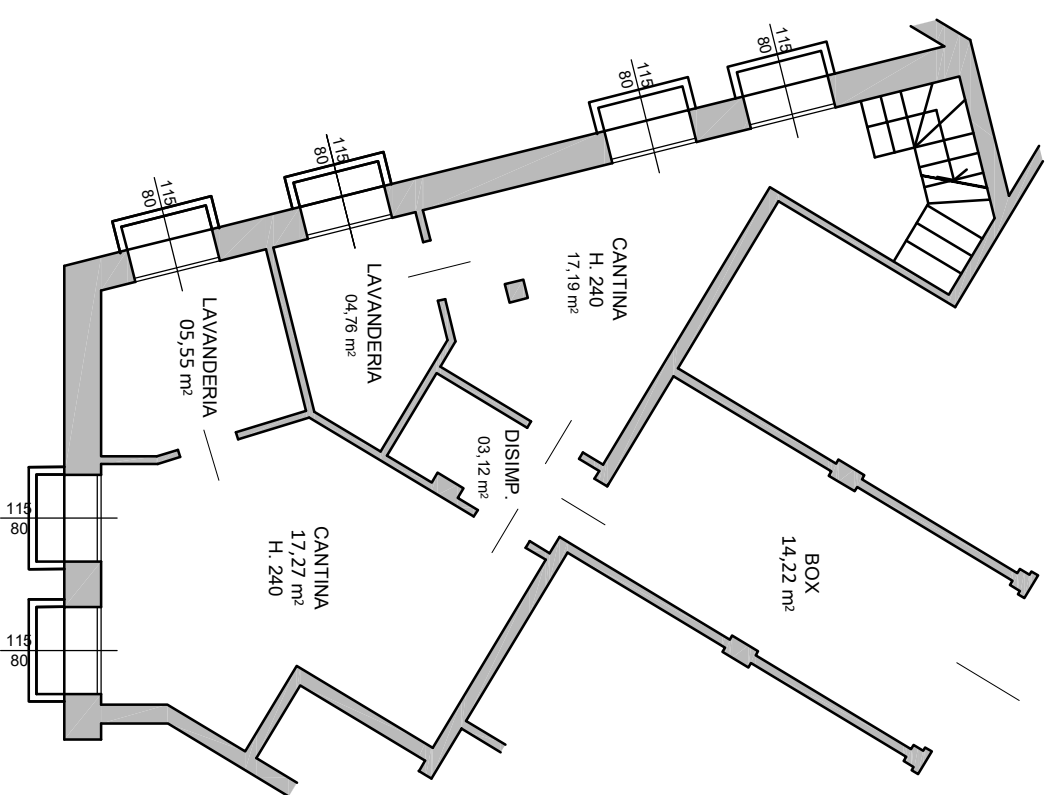 115
80
115
80
115
80
115
80
CANTINA
H. 240
17,19 m²
LAVANDERIA
04,76 m²
LAVANDERIA
05,55 m²
DISIMP.
03,12 m²
115
80
CANTINA
17,27 m²
H. 240
BOX
14,22 m²
115
80